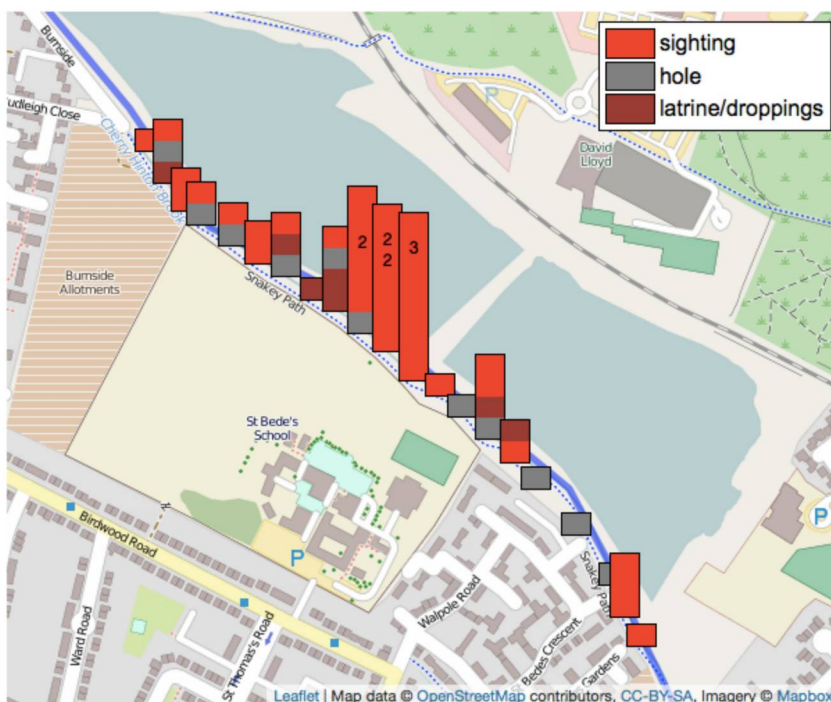 sighting
hole
latrine/droppings
Burnside
udleigh Close
Cherry Hinton Brook
P
David
Lloyd
Burnside
Allotments
Snakey Path
2
2
2
3
St Bede's
School
P
P
Birdwood Road
Ward Road
St Thomas's Road
Walpole Road
Snakey Path
St Bedes Crescent
Gardens
Leaflet | Map data © OpenStreetMap contributors, CC-BY-SA, Imagery © Mapbox